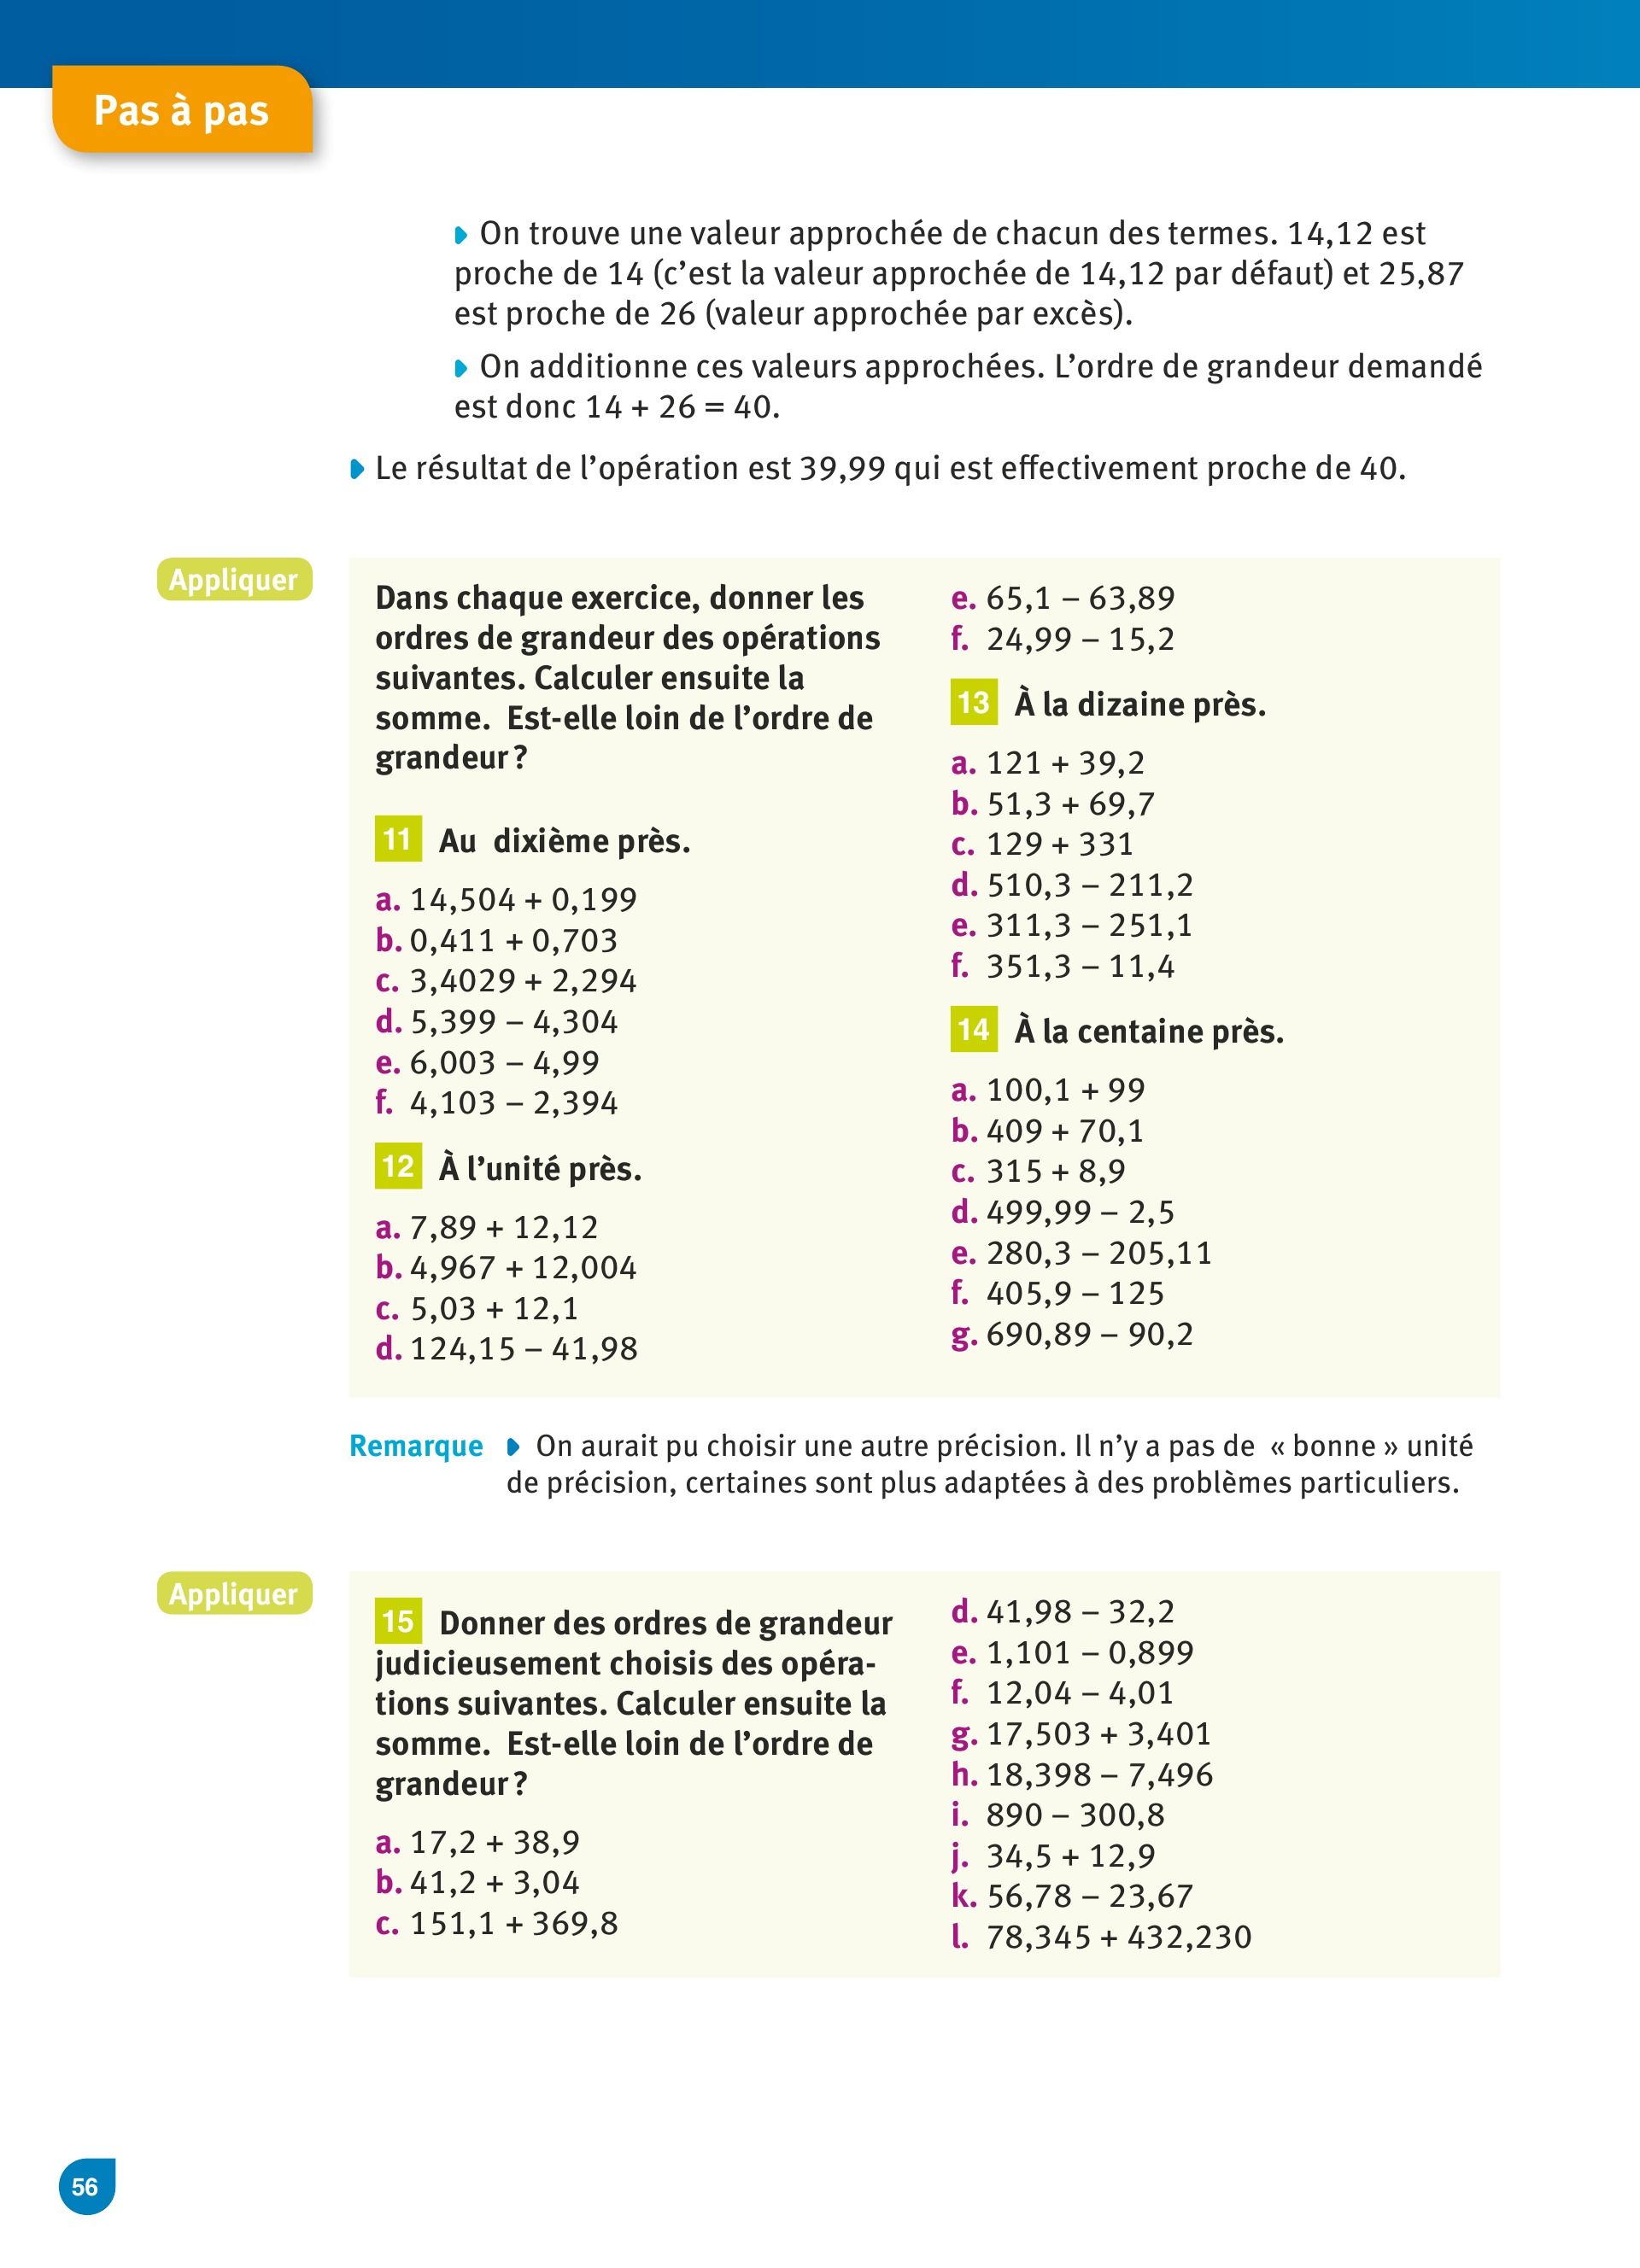 Pas à pas
On trouve une valeur approchée de chacun des termes. 14,12 est
proche de 14 (c’est la valeur approchée de 14,12 par défaut) et 25,87
est proche de 26 (valeur approchée par excès).
On additionne ces valeurs approchées. L’ordre de grandeur demandé
est donc 14 + 26 = 40.
Le résultat de l’opération est 39,99 qui est effectivement proche de 40.
Appliquer
Dans chaque exercice, donner les
ordres de grandeur des opérations
suivantes. Calculer ensuite la
somme. Est-elle loin de l’ordre de
grandeur ?
11 Au dixième près.
a. 14,504 + 0,199
b. 0,411 + 0,703
c. 3,4029 + 2,294
d. 5,399 – 4,304
e. 6,003 – 4,99
f. 4,103 – 2,394
12 À l’unité près.
a. 7,89 + 12,12
b. 4,967 + 12,004
c. 5,03 + 12,1
d. 124,15 – 41,98
e. 65,1 – 63,89
f. 24,99 – 15,2
13 À la dizaine près.
a. 121 + 39,2
b. 51,3 + 69,7
c. 129 + 331
d. 510,3 – 211,2
e. 311,3 – 251,1
f. 351,3 – 11,4
14 À la centaine près.
a. 100,1 + 99
b. 409 + 70,1
c. 315 + 8,9
d. 499,99 – 2,5
e. 280,3 – 205,11
f. 405,9 – 125
g. 690,89 – 90,2
Remarque On aurait pu choisir une autre précision. Il n’y a pas de « bonne » unité
de précision, certaines sont plus adaptées à des problèmes particuliers.
Appliquer
15 Donner des ordres de grandeur
judicieusement choisis des opéra-
tions suivantes. Calculer ensuite la
somme. Est-elle loin de l’ordre de
grandeur ?
a. 17,2 + 38,9
b. 41,2 + 3,04
c. 151,1 + 369,8
d. 41,98 – 32,2
e. 1,101 – 0,899
f. 12,04 – 4,01
g. 17,503 + 3,401
h. 18,398 – 7,496
i. 890 – 300,8
j. 34,5 + 12,9
k. 56,78 – 23,67
l. 78,345 + 432,230
56